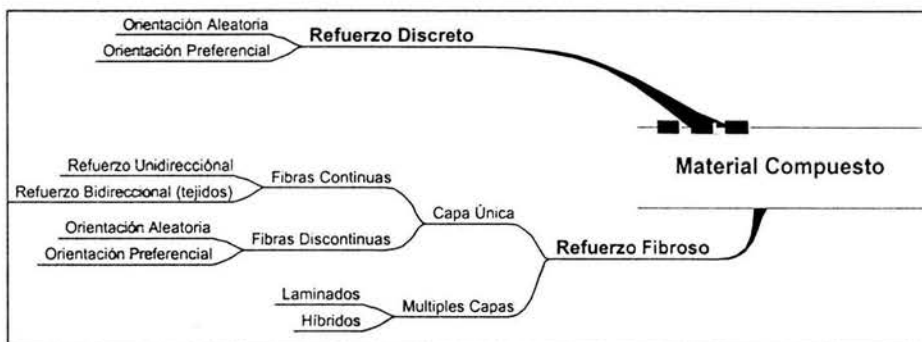 Orientación Aleatoria
Orientación Preferencial
Refuerzo Discreto
Material Compuesto
Refuerzo Unidirecciónal
Refuerzo Bidireccional (tejidos)
Fibras Continuas
Orientación Aleatoria
Orientación Preferencial
Fibras Discontinuas
Capa Única
Refuerzo Fibroso
Laminados
Híbridos
Multiples Capas